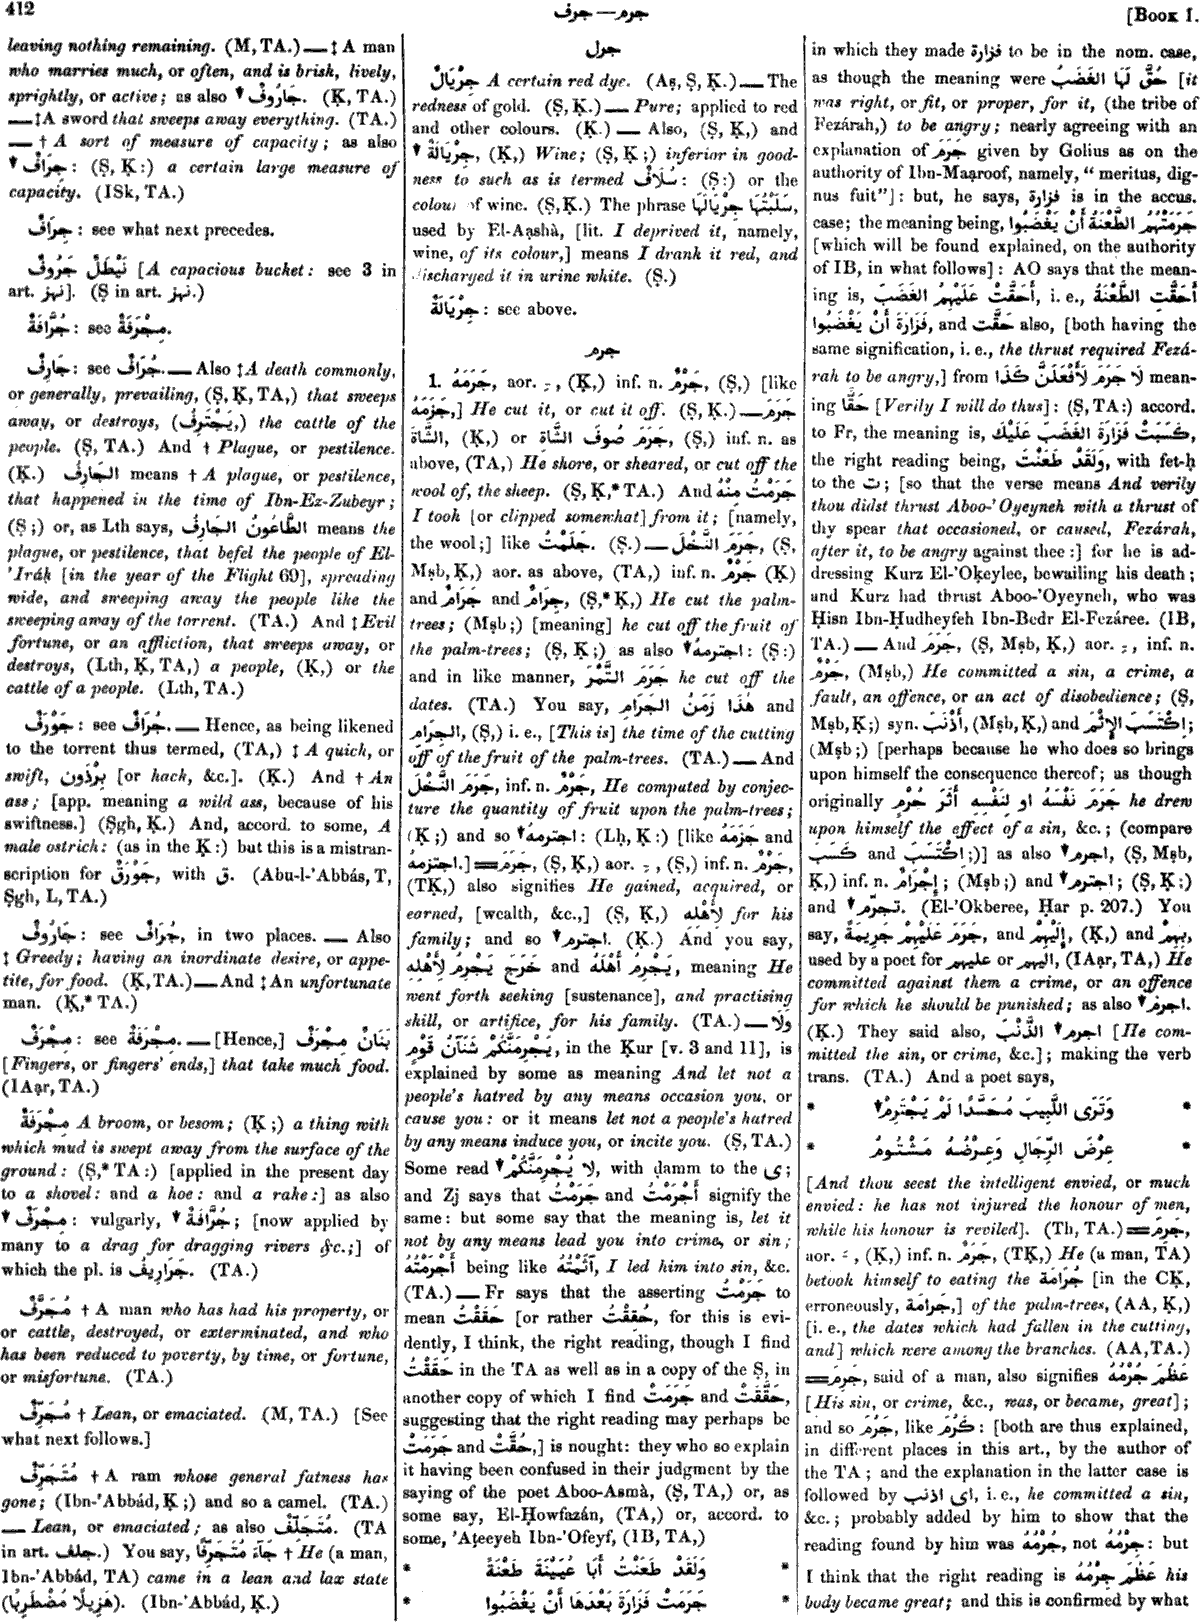 412
جرف — جرم
[Book I.
leaving nothing remaining. (M, TA.) — ‡ A man
who marries much, or often, and is brisk, lively,
sprightly, or active; as also ▼ جَارُوفٌ. (Ḳ, TA.)
— ‡A sword that sweeps away everything. (TA.)
— † A sort of measure of capacity; as also
▼ جِرَافٌ: (Ṣ, Ḳ:) a certain large measure of
capacity. (ISk, TA.)
جِرَافٌ: see what next precedes.
نَيْطَلٌ جَرُوفٌ [A capacious bucket: see 3 in
art. نهز]. (Ṣ in art. نهز.)
جُرَّافَةٌ: see مِجْرَفَةٌ.
جَارِفٌ: see جُرَافٌ. — Also ‡A death commonly,
or generally, prevailing, (Ṣ, Ḳ, TA,) that sweeps
away, or destroys, (يَجْتَرِفُ,) the cattle of the
people. (Ṣ, TA.) And † Plague, or pestilence.
(Ḳ.) الجَارِفُ means † A plague, or pestilence,
that happened in the time of Ibn-Ez-Zubeyr;
(Ṣ;) or, as Lth says, الطَّاعُونُ الجَارِفُ means the
plague, or pestilence, that befel the people of El-
'Iráḳ [in the year of the Flight 69], spreading
wide, and sweeping away the people like the
sweeping away of the torrent. (TA.) And ‡Evil
fortune, or an affliction, that sweeps away, or
destroys, (Lth, Ḳ, TA,) a people, (Ḳ,) or the
cattle of a people. (Lth, TA.)
جَوْرَفٌ: see جُرَافٌ. — Hence, as being likened
to the torrent thus termed, (TA,) ‡ A quick, or
swift, بِرْذَون [or hack, &c.]. (Ḳ.) And † An
ass; [app. meaning a wild ass, because of his
swiftness.] (Ṣgh, Ḳ.) And, accord. to some, A
male ostrich: (as in the Ḳ:) but this is a mistran-
scription for جَوْرَقٌ, with ق. (Abu-l-'Abbás, T,
Ṣgh, L, TA.)
جَارُوفٌ: see جُرَافٌ, in two places. — Also
‡ Greedy; having an inordinate desire, or appe-
tite, for food. (Ḳ, TA.) — And ‡An unfortunate
man. (Ḳ,* TA.)
مِجْرَفٌ: see مِجْرَفَةٌ. — [Hence,] بَنَانٌ مِجْرَفٌ
[Fingers, or fingers' ends,] that take much food.
(IAạr, TA.)
مِجْرَفَةٌ A broom, or besom; (Ḳ;) a thing with
which mud is swept away from the surface of the
ground: (Ṣ,* TA:) [applied in the present day
to a shovel: and a hoe: and a rake:] as also
▼ مِجْرَفٌ: vulgarly, ▼ جُرَّافَةٌ; [now applied by
many to a drag for dragging rivers &c.;] of
which the pl. is جَرَارِيفُ. (TA.)
مُجَرَّفٌ † A man who has had his property, or
or cattle, destroyed, or exterminated, and who
has been reduced to poverty, by time, or fortune,
or misfortune. (TA.)
مُجَرِّفٌ † Lean, or emaciated. (M, TA.) [See
what next follows.]
مُتَجَرِّفٌ † A ram whose general fatness has
gone; (Ibn-'Abbád, Ḳ;) and so a camel. (TA.)
— Lean, or emaciated; as also مُتَجَلِّفٌ. (TA
in art. جلف.) You say, جَآءَ مُتَجَرِّفًا † He (a man,
Ibn-'Abbád, TA) came in a lean and lax state
(هَزِيلًا مُضْطَرِبًا). (Ibn-'Abbád, Ḳ.)
جرل
جِرْيَالٌ A certain red dye. (Aṣ, Ṣ, Ḳ.) — The
redness of gold. (Ṣ, Ḳ.) — Pure; applied to red
and other colours. (Ḳ.) — Also, (Ṣ, Ḳ,) and
▼ جِرْيَالَةٌ, (Ḳ,) Wine; (Ṣ, Ḳ;) inferior in good-
ness to such as is termed سُلَافٌ: (Ṣ:) or the
colour of wine. (Ṣ, Ḳ.) The phrase سَلَبْتُهَا جِرْيَالَهَا,
used by El-Aạshà, [lit. I deprived it, namely,
wine, of its colour,] means I drank it red, and
discharged it in urine white. (Ṣ.)
جِرْيَالَةٌ: see above.
جرم
1. جَرَمَهُ, aor. ـِ, (Ḳ,) inf. n. جَرْمٌ, (Ṣ,) [like
جَزَمَهُ,] He cut it, or cut it off. (Ṣ, Ḳ.) — جَرَمَ
الشَّاةَ, (Ḳ,) or جَرَمَ صُوفَ الشَّاةِ, (Ṣ,) inf. n. as
above, (TA,) He shore, or sheared, or cut off the
wool of, the sheep. (Ṣ, Ḳ,* TA.) And جَرَمْتُ مِنْهُ
I took [or clipped somewhat] from it; [namely,
the wool;] like جَلَمْتُ. (Ṣ.) — جَرَمَ النَّخْلَ, (Ṣ,
Mṣb, Ḳ,) aor. as above, (TA,) inf. n. جَرْمٌ (Ḳ)
and جَرَامٌ and جِرَامٌ, (Ṣ,* Ḳ,) He cut the palm-
trees; (Mṣb;) [meaning] he cut off the fruit of
the palm-trees; (Ṣ, Ḳ;) as also ▼ اجترمهُ: (Ṣ:)
and in like manner, جَرَمَ التَّمْرَ he cut off the
dates. (TA.) You say, هٰذَا زَمَنُ الجَرَامِ and
الجِرَامِ, (Ṣ,) i. e., [This is] the time of the cutting
off of the fruit of the palm-trees. (TA.) — And
جَرَمَ النَّخْلَ, inf. n. جَرْمٌ, He computed by conjec-
ture the quantity of fruit upon the palm-trees;
(Ḳ;) and so ▼ اجترمهُ: (Lḥ, Ḳ:) [like جَزَمَهُ and
اجتزمهُ.] ═ جَرَمَ, (Ṣ, Ḳ,) aor. ـِ, (Ṣ,) inf. n. جَرْمٌ,
(TḲ,) also signifies He gained, acquired, or
earned, [wealth, &c.,] (Ṣ, Ḳ,) لِأَهْلِهِ for his
family; and so ▼ اجترم. (Ḳ.) And you say,
خَرَجَ يَجْرِمُ لِأَهْلِهِ and يَجْرِمُ أَهْلَهُ, meaning He
went forth seeking [sustenance], and practising
skill, or artifice, for his family. (TA.) — وَلَا
يَجْرِمَنَّكُمْ شَنَآنُ قَوْمٍ, in the Ḳur [v. 3 and 11], is
explained by some as meaning And let not a
people's hatred by any means occasion you, or
cause you: or it means let not a people's hatred
by any means induce you, or incite you. (Ṣ, TA.)
Some read ▼ لَا يُجْرِمَنَّكُمْ, with damm to the ى;
and Zj says that جَرَمْتُ and أَجْرَمْتُ signify the
same: but some say that the meaning is, let it
not by any means lead you into crime, or sin;
أَجْرَمْتُهُ being like آثَمْتُهُ, I led him into sin, &c.
(TA.) — Fr says that the asserting جَرَمْتُ to
mean حَقَقْتُ [or rather حُقِقْتُ, for this is evi-
dently, I think, the right reading, though I find
حَقَقْتُ in the TA as well as in a copy of the Ṣ, in
another copy of which I find جَرَمَتْ and حَقَّقَتْ,
suggesting that the right reading may perhaps be
جَرَمَتْ and حُقَّتْ,] is nought: they who so explain
it having been confused in their judgment by the
saying of the poet Aboo-Asmà, (Ṣ, TA,) or, as
some say, El-Ḥowfazán, (TA,) or, accord. to
some, 'Aṭeeyeh Ibn-'Ofeyf, (IB, TA,)
* وَلَقَدْ طَعَنْتُ أَبَا عُيَيْنَةَ طَعْنَةً *
* جَرَمَتْ فَزَارَةَ بَعْدَهَا أَنْ يَغْضَبُوا *
in which they made فزارة to be in the nom. case,
as though the meaning were حُقَّ لَهَا الغَضَبُ [it
was right, or fit, or proper, for it, (the tribe of
Fezárah,) to be angry; nearly agreeing with an
explanation of جَرَمَ given by Golius as on the
authority of Ibn-Maạroof, namely, “ meritus, dig-
nus fuit”]: but, he says, فزارة is in the accus.
case; the meaning being, جَرَمَتْهُمُ الطَّعْنَةُ أَنْ يَغْضَبُوا
[which will be found explained, on the authority
of IB, in what follows]: AO says that the mean-
ing is, أَحَقَّتْ عَلَيْهِمُ الغَضَبَ, i. e., أَحَقَّتِ الطَّعْنَةُ
فَزَارَةَ أَنْ يَغْضَبُوا, and حَقَّت also, [both having the
same signification, i. e., the thrust required Fezá-
rah to be angry,] from لَا جَرَمَ لَأَفْعَلَنَّ كَذَا mean-
ing حَقًّا [Verily I will do thus]: (Ṣ, TA:) accord.
to Fr, the meaning is, كَسَبَتْ فَزَارَةَ الغَضَبَ عَلَيْكَ,
the right reading being, وَلَقَدْ طَعَنْتَ, with fet-ḥ
to the ت; [so that the verse means And verily
thou didst thrust Aboo-'Oyeyneh with a thrust of
thy spear that occasioned, or caused, Fezárah,
after it, to be angry against thee:] for he is ad-
dressing Kurz El-'Oḳeylee, bewailing his death;
and Kurz had thrust Aboo-'Oyeyneh, who was
Ḥiṣn Ibn-Ḥudheyfeh Ibn-Bedr El-Fezáree. (IB,
TA.) — And جَرَمَ, (Ṣ, Mṣb, Ḳ,) aor. ـِ, inf. n.
جَرْمٌ, (Mṣb,) He committed a sin, a crime, a
fault, an offence, or an act of disobedience; (Ṣ,
Mṣb, Ḳ;) syn. أَذْنَبَ, (Mṣb, Ḳ,) and اِكْتَسَبَ الإِثْمَ;
(Mṣb;) [perhaps because he who does so brings
upon himself the consequence thereof; as though
originally جَرَمَ نَفْسَهُ او لِنَفْسِهِ أَثَرَ جُرْمٍ he drew
upon himself the effect of a sin, &c.; (compare
كَسَبَ and اِكْتَسَبَ;)] as also ▼ اجرم, (Ṣ, Mṣb,
Ḳ,) inf. n. إِجْرَامٌ; (Mṣb;) and ▼ اجترم; (Ṣ, Ḳ:)
and ▼ تجرّم. (El-'Okberee, Ḥar p. 207.) You
say, جَرَمَ عَلَيْهِمْ جَرِيمَةً, and إِلَيْهِمْ, (Ḳ,) and بِهِمْ,
used by a poet for عليهم or اليهم, (IAạr, TA,) He
committed against them a crime, or an offence
for which he should be punished; as also ▼ اجرم.
(Ḳ.) They said also, ▼ اجرم الذَّنْبَ [He com-
mitted the sin, or crime, &c.]; making the verb
trans. (TA.) And a poet says,
* وَتَرَى اللَّبِيبَ مُحَسَّدًا لَمْ يَجْتَرِمْ ▼ *
* عِرْضَ الرِّجَالِ وَعِرْضُهُ مَشْتُومُ *
[And thou seest the intelligent envied, or much
envied: he has not injured the honour of men,
while his honour is reviled]. (Th, TA.) ═ جَرِمَ,
aor. ـَ, (Ḳ,) inf. n. جَرَمٌ, (TḲ,) He (a man, TA)
betook himself to eating the جُرَامَة [in the CḲ,
erroneously, جَرامَة,] of the palm-trees, (AA, Ḳ,)
[i. e., the dates which had fallen in the cutting,
and] which were among the branches. (AA, TA.)
═ جَرِمَ, said of a man, also signifies عَظُمَ جُرْمُهُ
[His sin, or crime, &c., was, or became, great];
and so جَرُمَ, like كَرُمَ: [both are thus explained,
in different places in this art., by the author of
the TA; and the explanation in the latter case is
followed by اى اذنب, i. e., he committed a sin,
&c.; probably added by him to show that the
reading found by him was جُرْمُهُ, not جِرْمُهُ: but
I think that the right reading is عَظُمَ جِرْمُهُ his
body became great; and this is confirmed by what